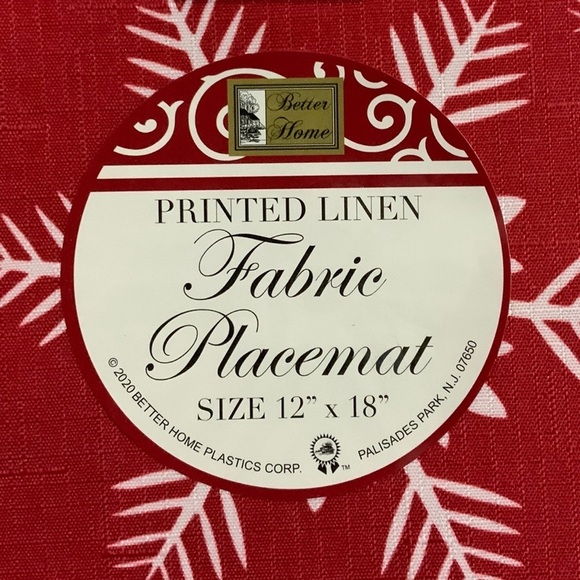 Better
Home
PRINTED LINEN
Fabric
Placemat
SIZE 12" x 18"
© 2020 BETTER HOME PLASTICS CORP.
™
PALISADES PARK, N.J. 07650